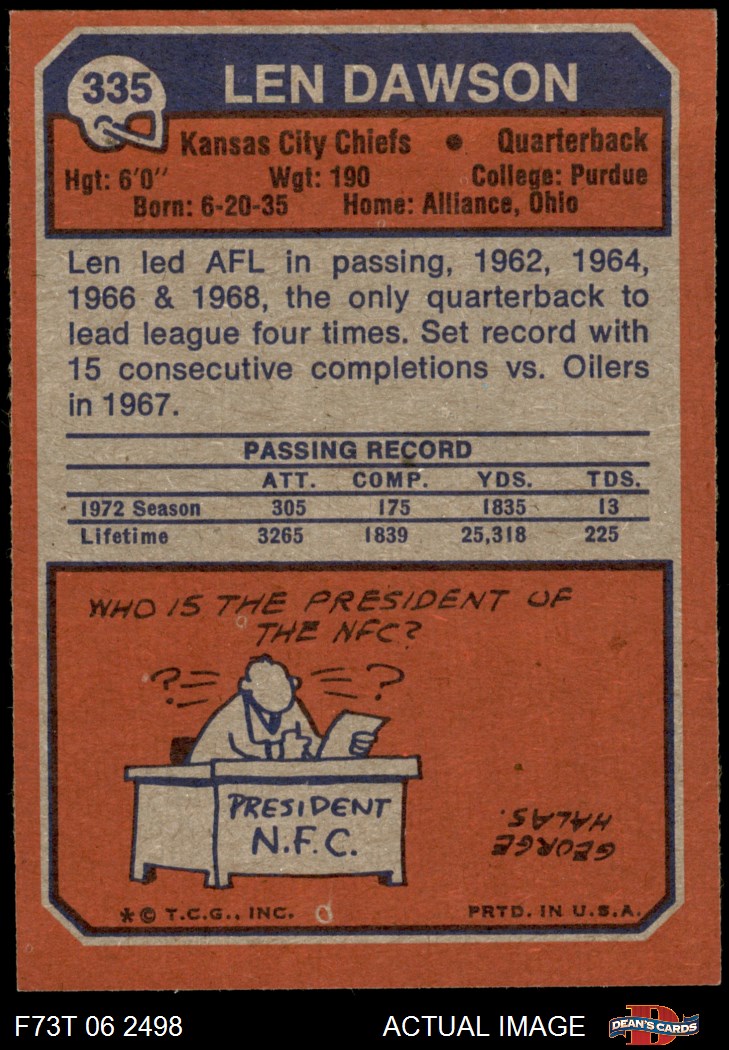 335
LEN DAWSON
Kansas City Chiefs • Quarterback
Hgt: 6'0" Wgt: 190 College: Purdue
Born: 6-20-35 Home: Alliance, Ohio
Len led AFL in passing, 1962, 1964,
1966 & 1968, the only quarterback to
lead league four times. Set record with
15 consecutive completions vs. Oilers
in 1967.
PASSING RECORD
ATT. COMP. YDS. TDS.
1972 Season 305 175 1835 13
Lifetime 3265 1839 25,318 225
WHO IS THE PRESIDENT OF
THE NFC?
? ?
PRESIDENT
N.F.C.
GEORGE
HALAS.
*© T.C.G., INC. PRTD. IN U.S.A.
F73T 06 2498 ACTUAL IMAGE
D
DEAN'S CARDS